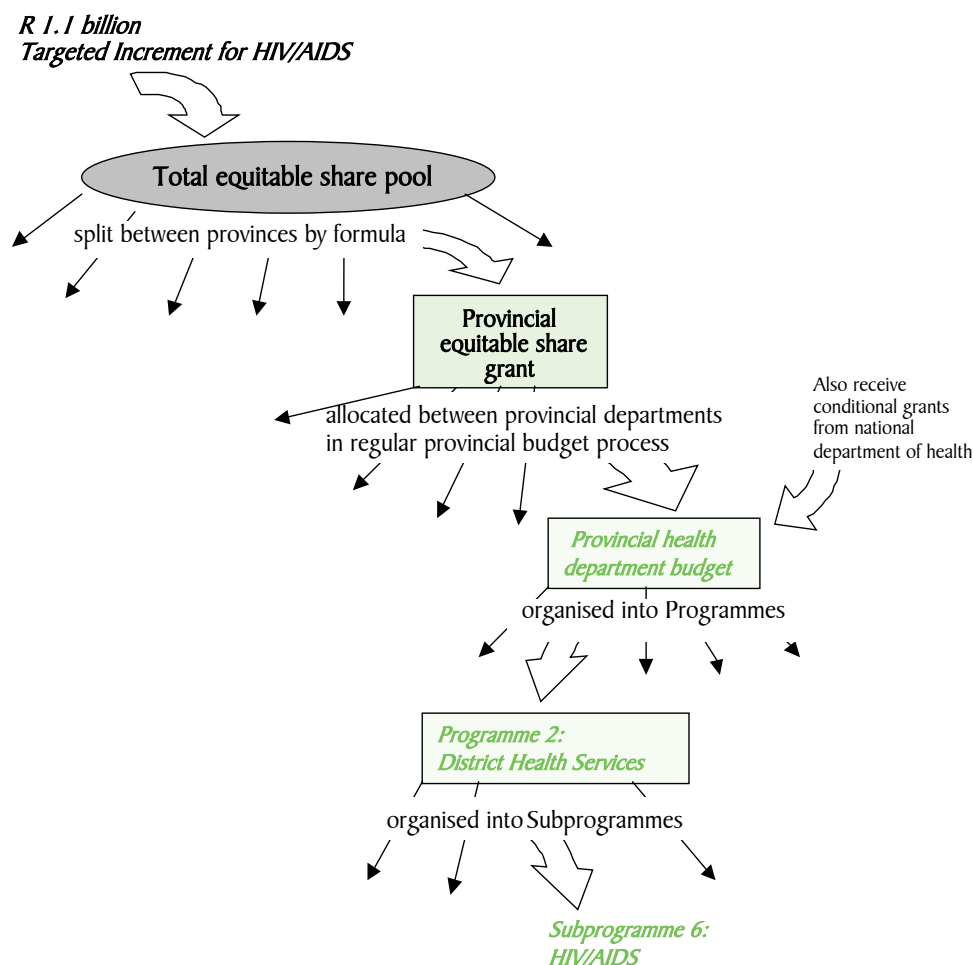 R 1.1 billion
Targeted Increment for HIV/AIDS
Total equitable share pool
split between provinces by formula
Provincial
equitable share
grant
allocated between provincial departments
in regular provincial budget process
Also receive
conditional grants
from national
department of health
Provincial health
department budget
organised into Programmes
Programme 2:
District Health Services
organised into Subprogrammes
Subprogramme 6:
HIV/AIDS